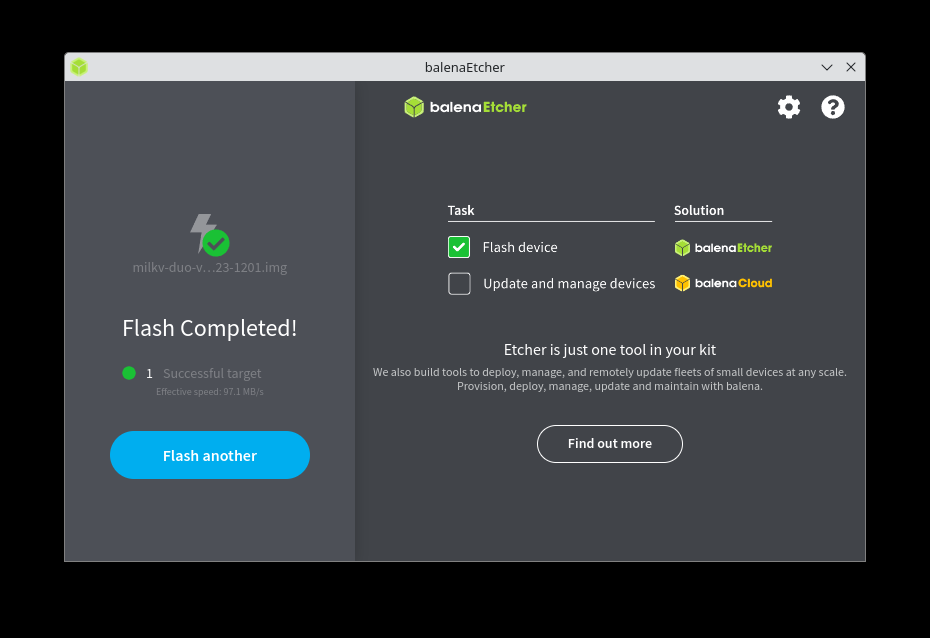 balenaEtcher
balenaEtcher
milkv-duo-v...23-1201.img
Flash Completed!
1 Successful target
Effective speed: 97.1 MB/s
Flash another
Task Solution
Flash device balenaEtcher
Update and manage devices balenaCloud
Etcher is just one tool in your kit
We also build tools to deploy, manage, and remotely update fleets of small devices at any scale.
Provision, deploy, manage, update and maintain with balena.
Find out more